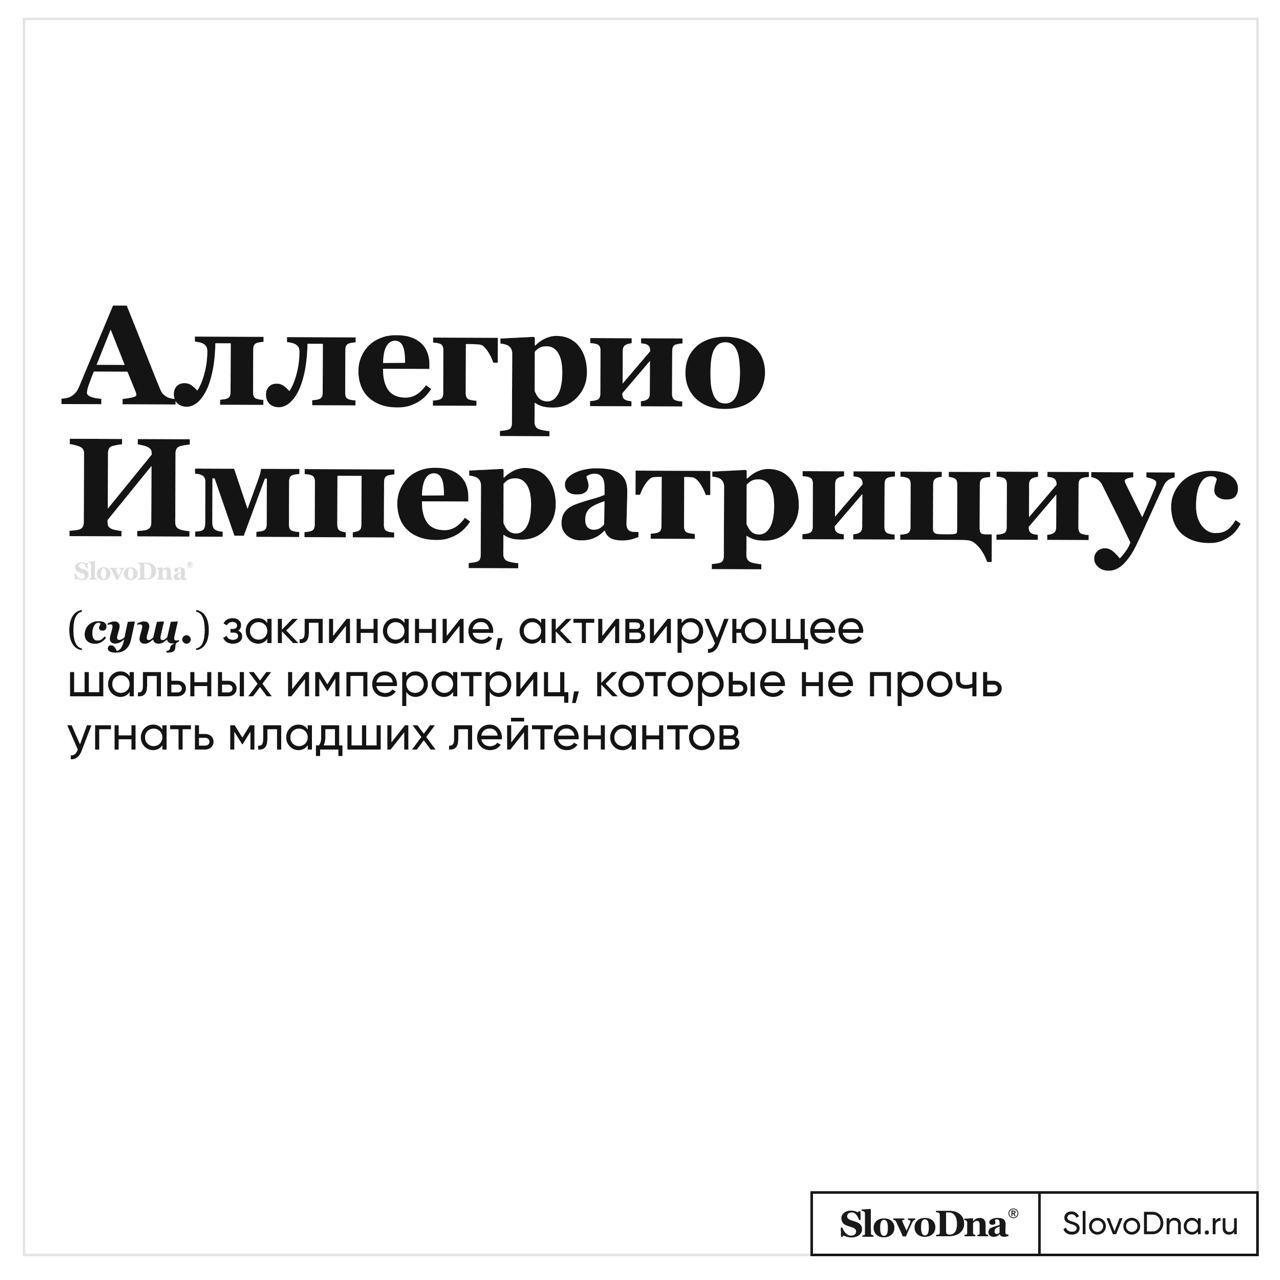 Аллегрио
Императрициус
SlovoDna®
(сущ.) заклинание, активирующее
шальных императриц, которые не прочь
угнать младших лейтенантов
SlovoDna® SlovoDna.ru